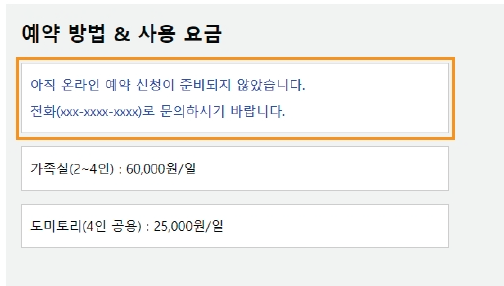 예약 방법 & 사용 요금
아직 온라인 예약 신청이 준비되지 않았습니다.
전화(xxx-xxxx-xxxx)로 문의하시기 바랍니다.
가족실(2~4인) : 60,000원/일
도미토리(4인 공용) : 25,000원/일